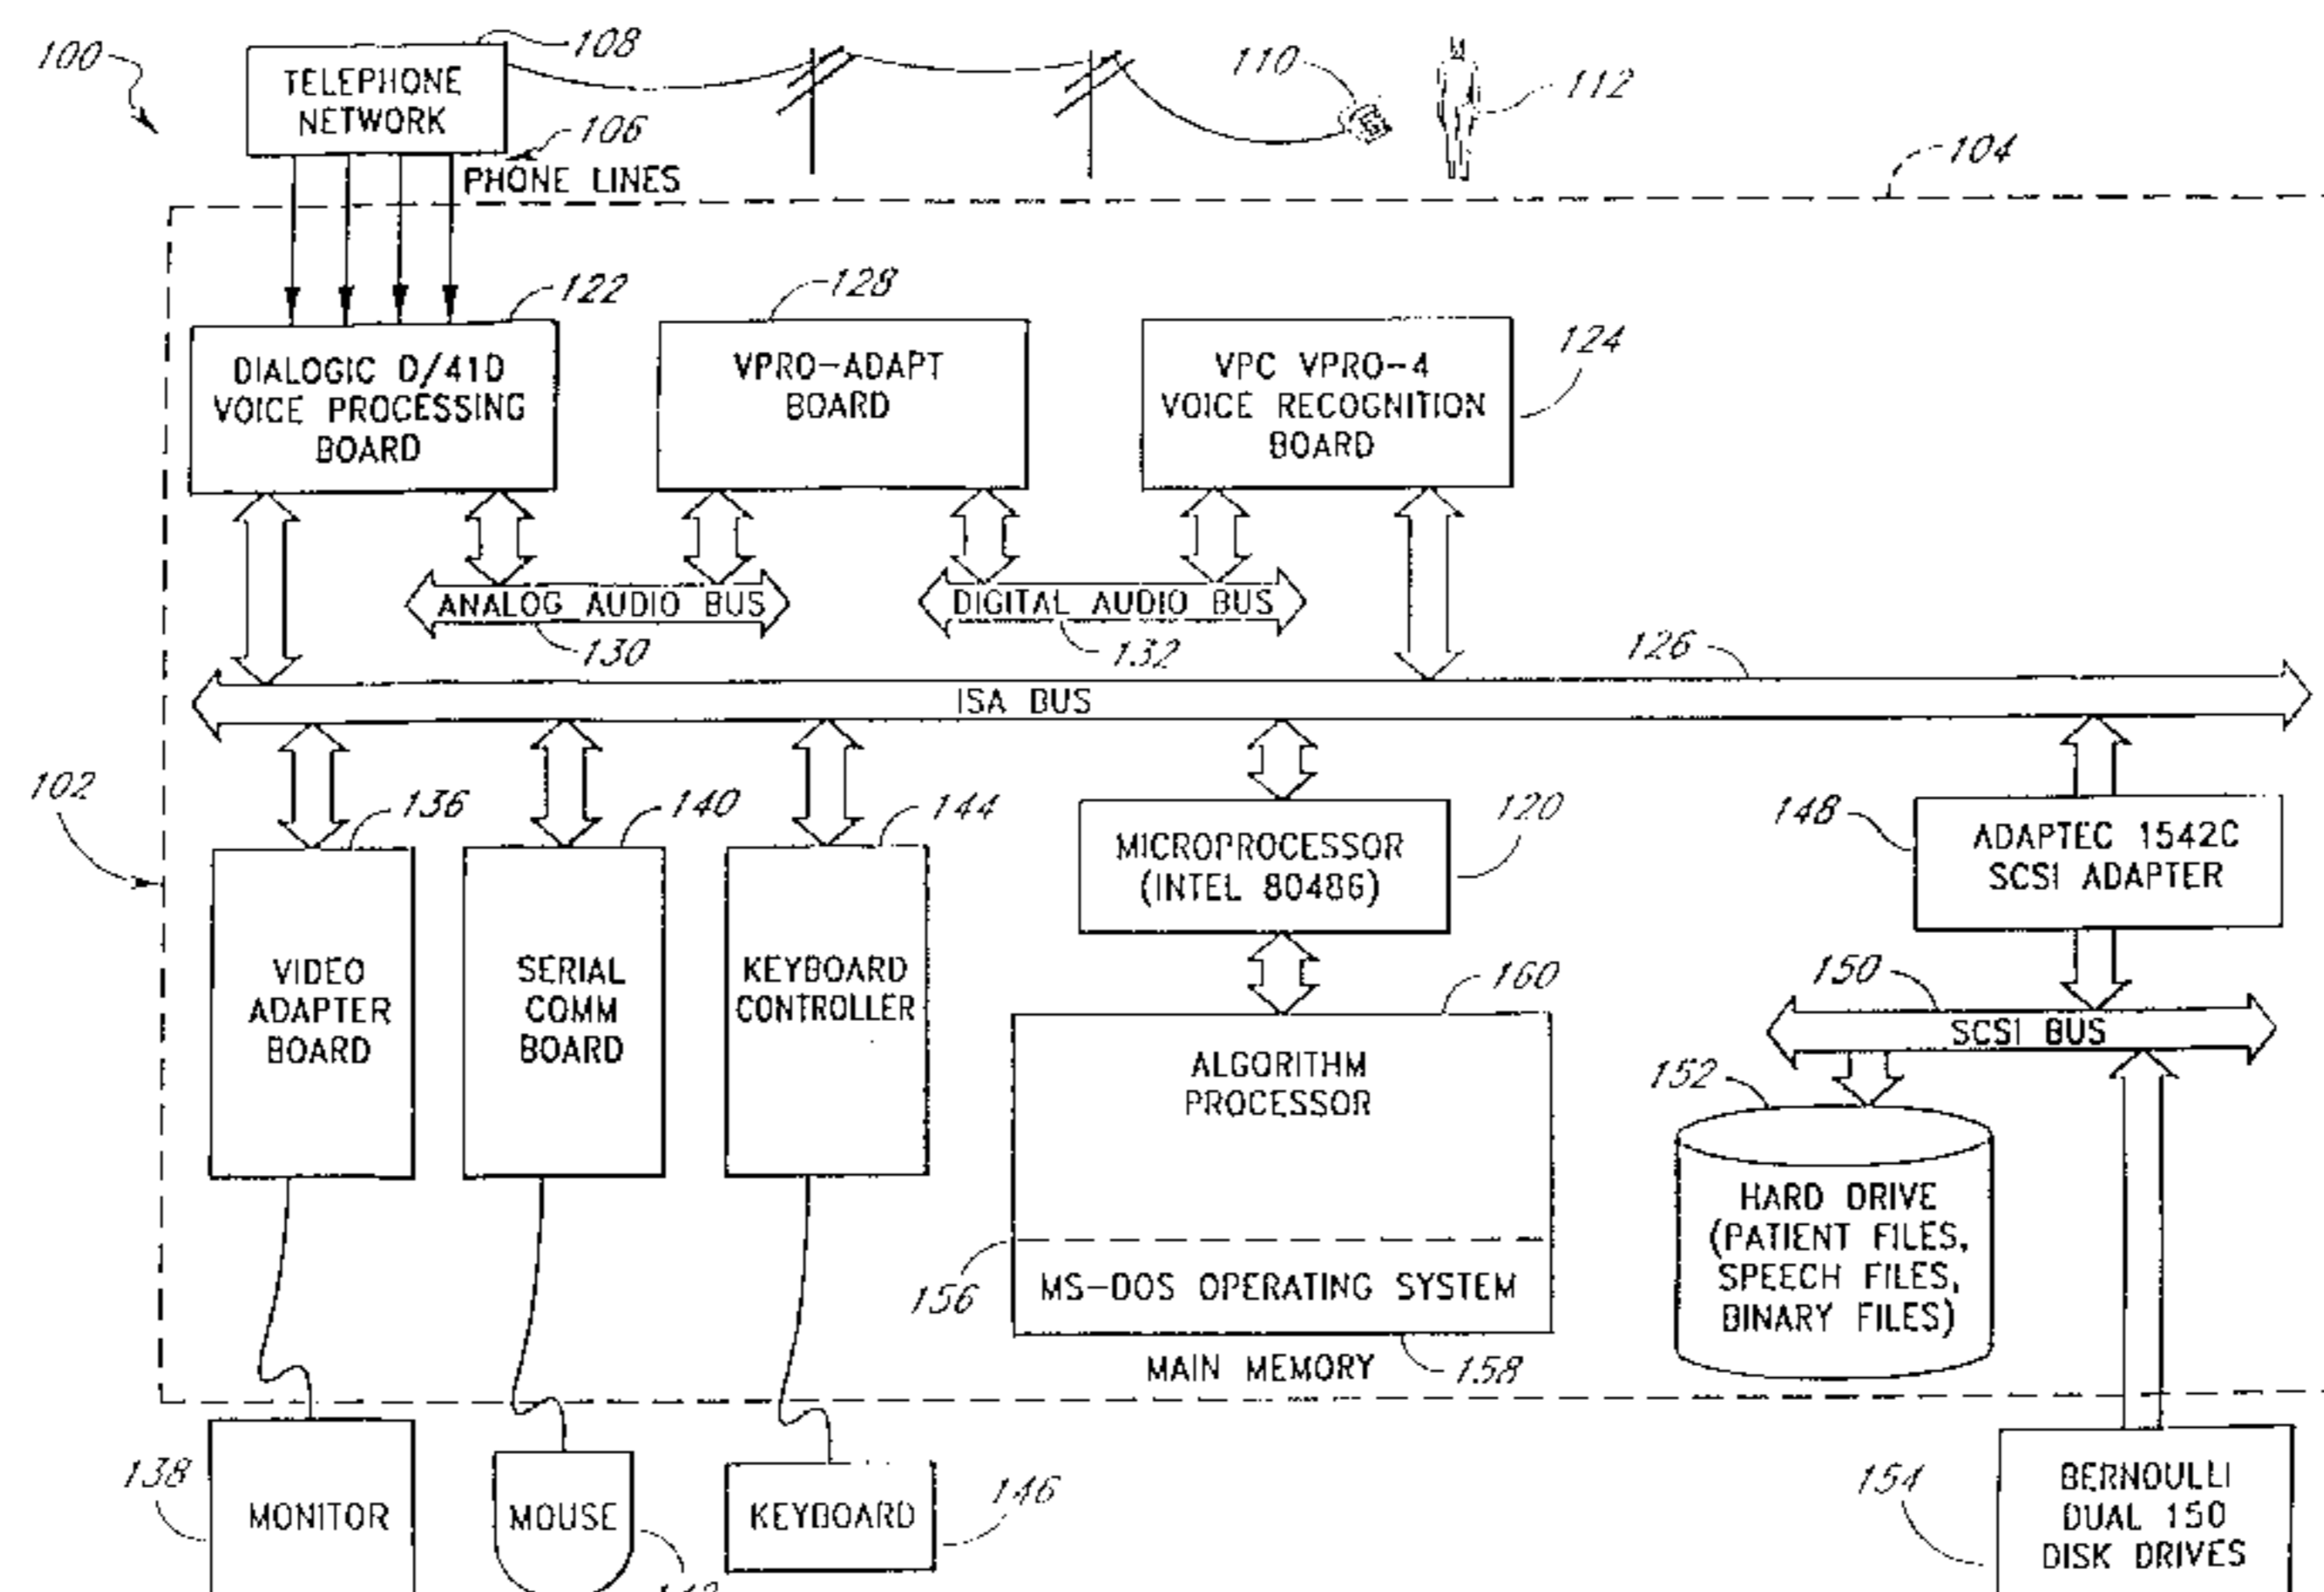 100
108
TELEPHONE
NETWORK
106
PHONE LINES
110
112
104
122
DIALOGIC D/41D
VOICE PROCESSING
BOARD
128
VPRO-ADAPT
BOARD
124
VPC VPRO-4
VOICE RECOGNITION
BOARD
ANALOG AUDIO BUS
130
DIGITAL AUDIO BUS
132
126
ISA BUS
102
136
VIDEO
ADAPTER
BOARD
140
SERIAL
COMM
BOARD
144
KEYBOARD
CONTROLLER
120
MICROPROCESSOR
(INTEL 80486)
148
ADAPTEC 1542C
SCSI ADAPTER
160
ALGORITHM
PROCESSOR
156
MS-DOS OPERATING SYSTEM
MAIN MEMORY
158
150
SCSI BUS
152
HARD DRIVE
(PATIENT FILES,
SPEECH FILES,
BINARY FILES)
138
MONITOR
MOUSE
KEYBOARD
146
154
BERNOULLI
DUAL 150
DISK DRIVES